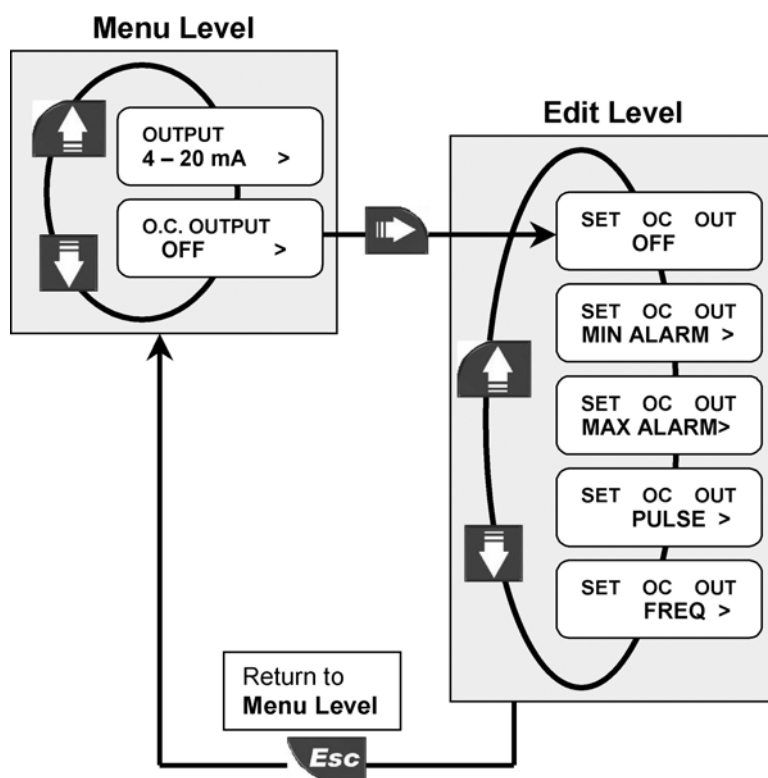 Menu Level
OUTPUT
4 – 20 mA >
O.C. OUTPUT
OFF >
Edit Level
SET OC OUT
OFF
SET OC OUT
MIN ALARM >
SET OC OUT
MAX ALARM>
SET OC OUT
PULSE >
SET OC OUT
FREQ >
Return to
Menu Level
Esc